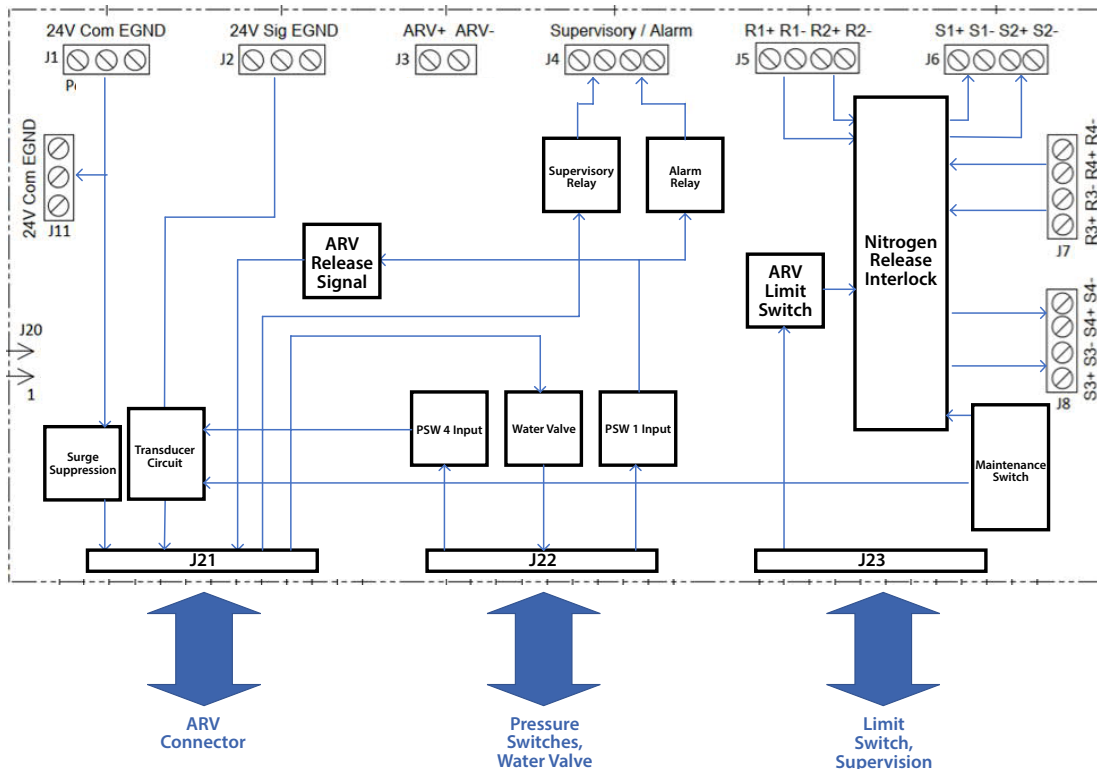 24V Com EGND
24V Sig EGND
ARV+ ARV-
Supervisory / Alarm
R1+ R1- R2+ R2-
S1+ S1- S2+ S2-
J1
J2
J3
J4
J5
J6
24V Com EGND
J11
Supervisory
Relay
Alarm
Relay
R3+ R3- R4+ R4-
J7
ARV
Release
Signal
Nitrogen
Release
Interlock
ARV
Limit
Switch
S3+ S3- S4+ S4-
J8
J20
1
Surge
Suppression
Transducer
Circuit
PSW 4 Input
Water Valve
PSW 1 Input
Maintenance
Switch
J21
J22
J23
ARV
Connector
Pressure
Switches,
Water Valve
Limit
Switch,
Supervision